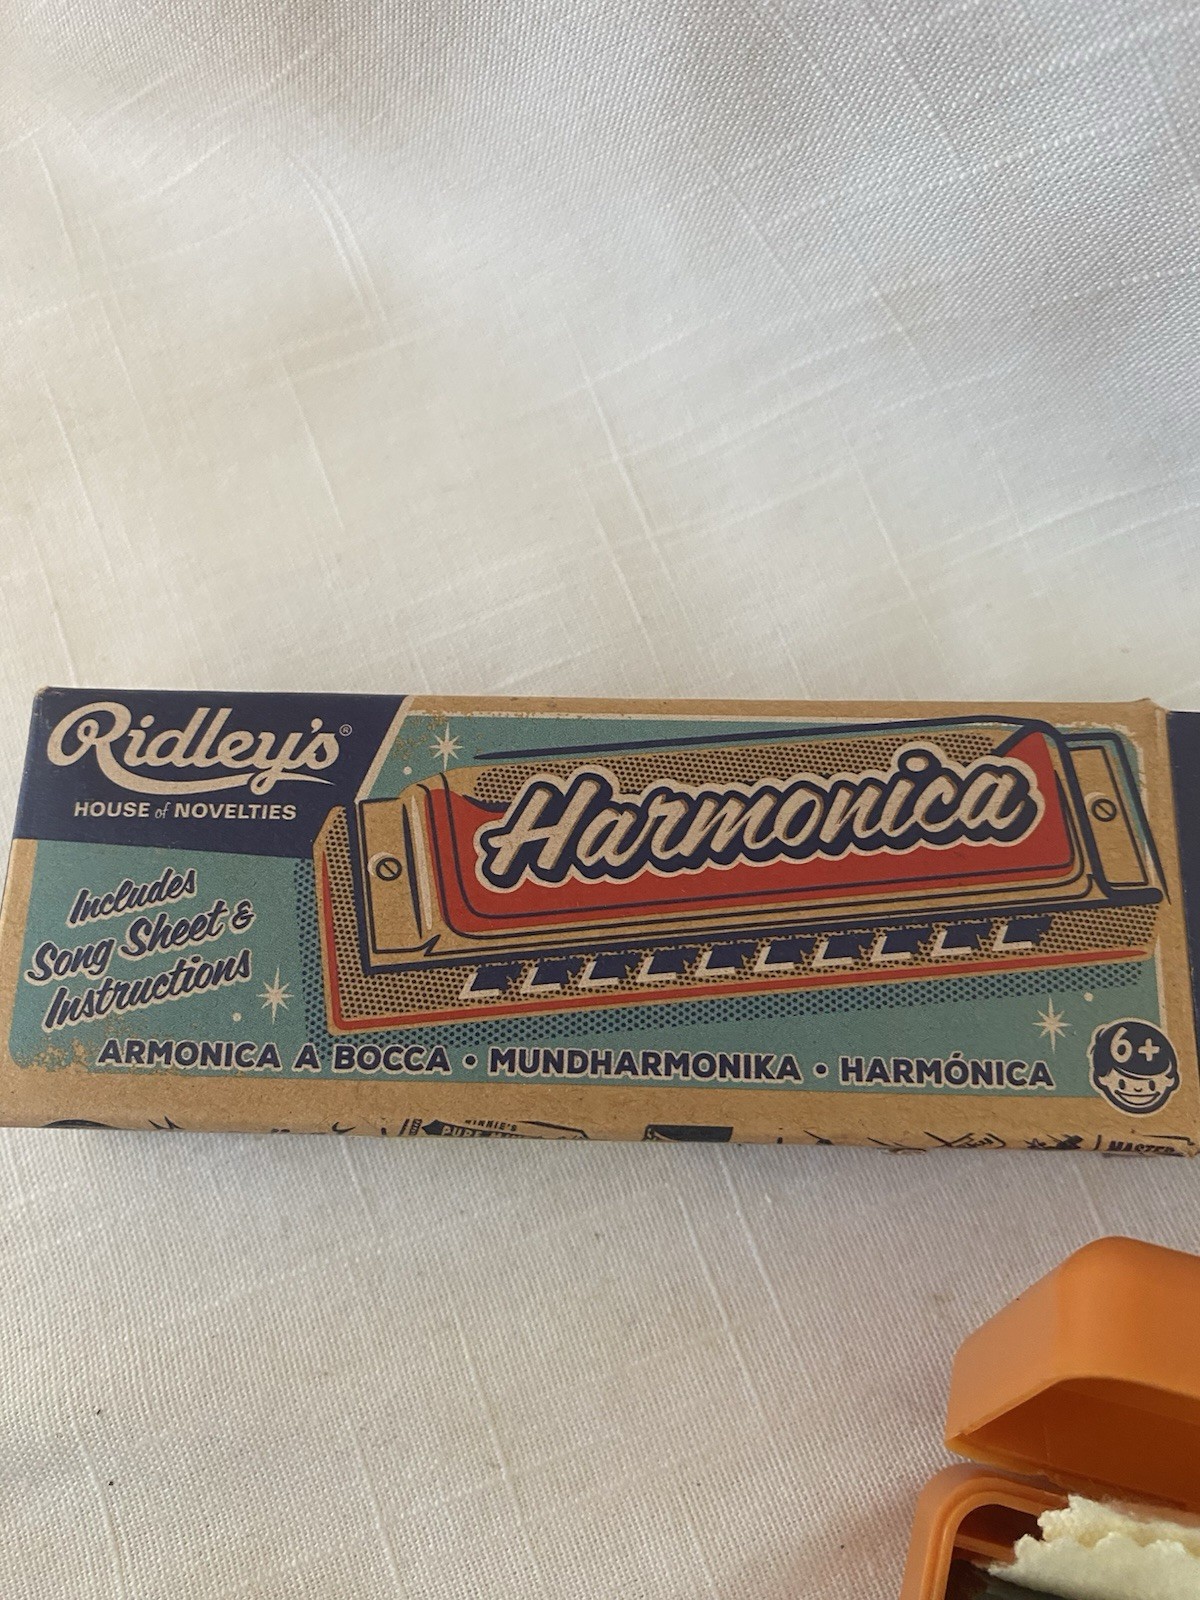 Ridley's®
HOUSE of NOVELTIES
Harmonica
Includes
Song Sheet &
Instructions
ARMONICA A BOCCA • MUNDHARMONIKA • HARMÓNICA
6+